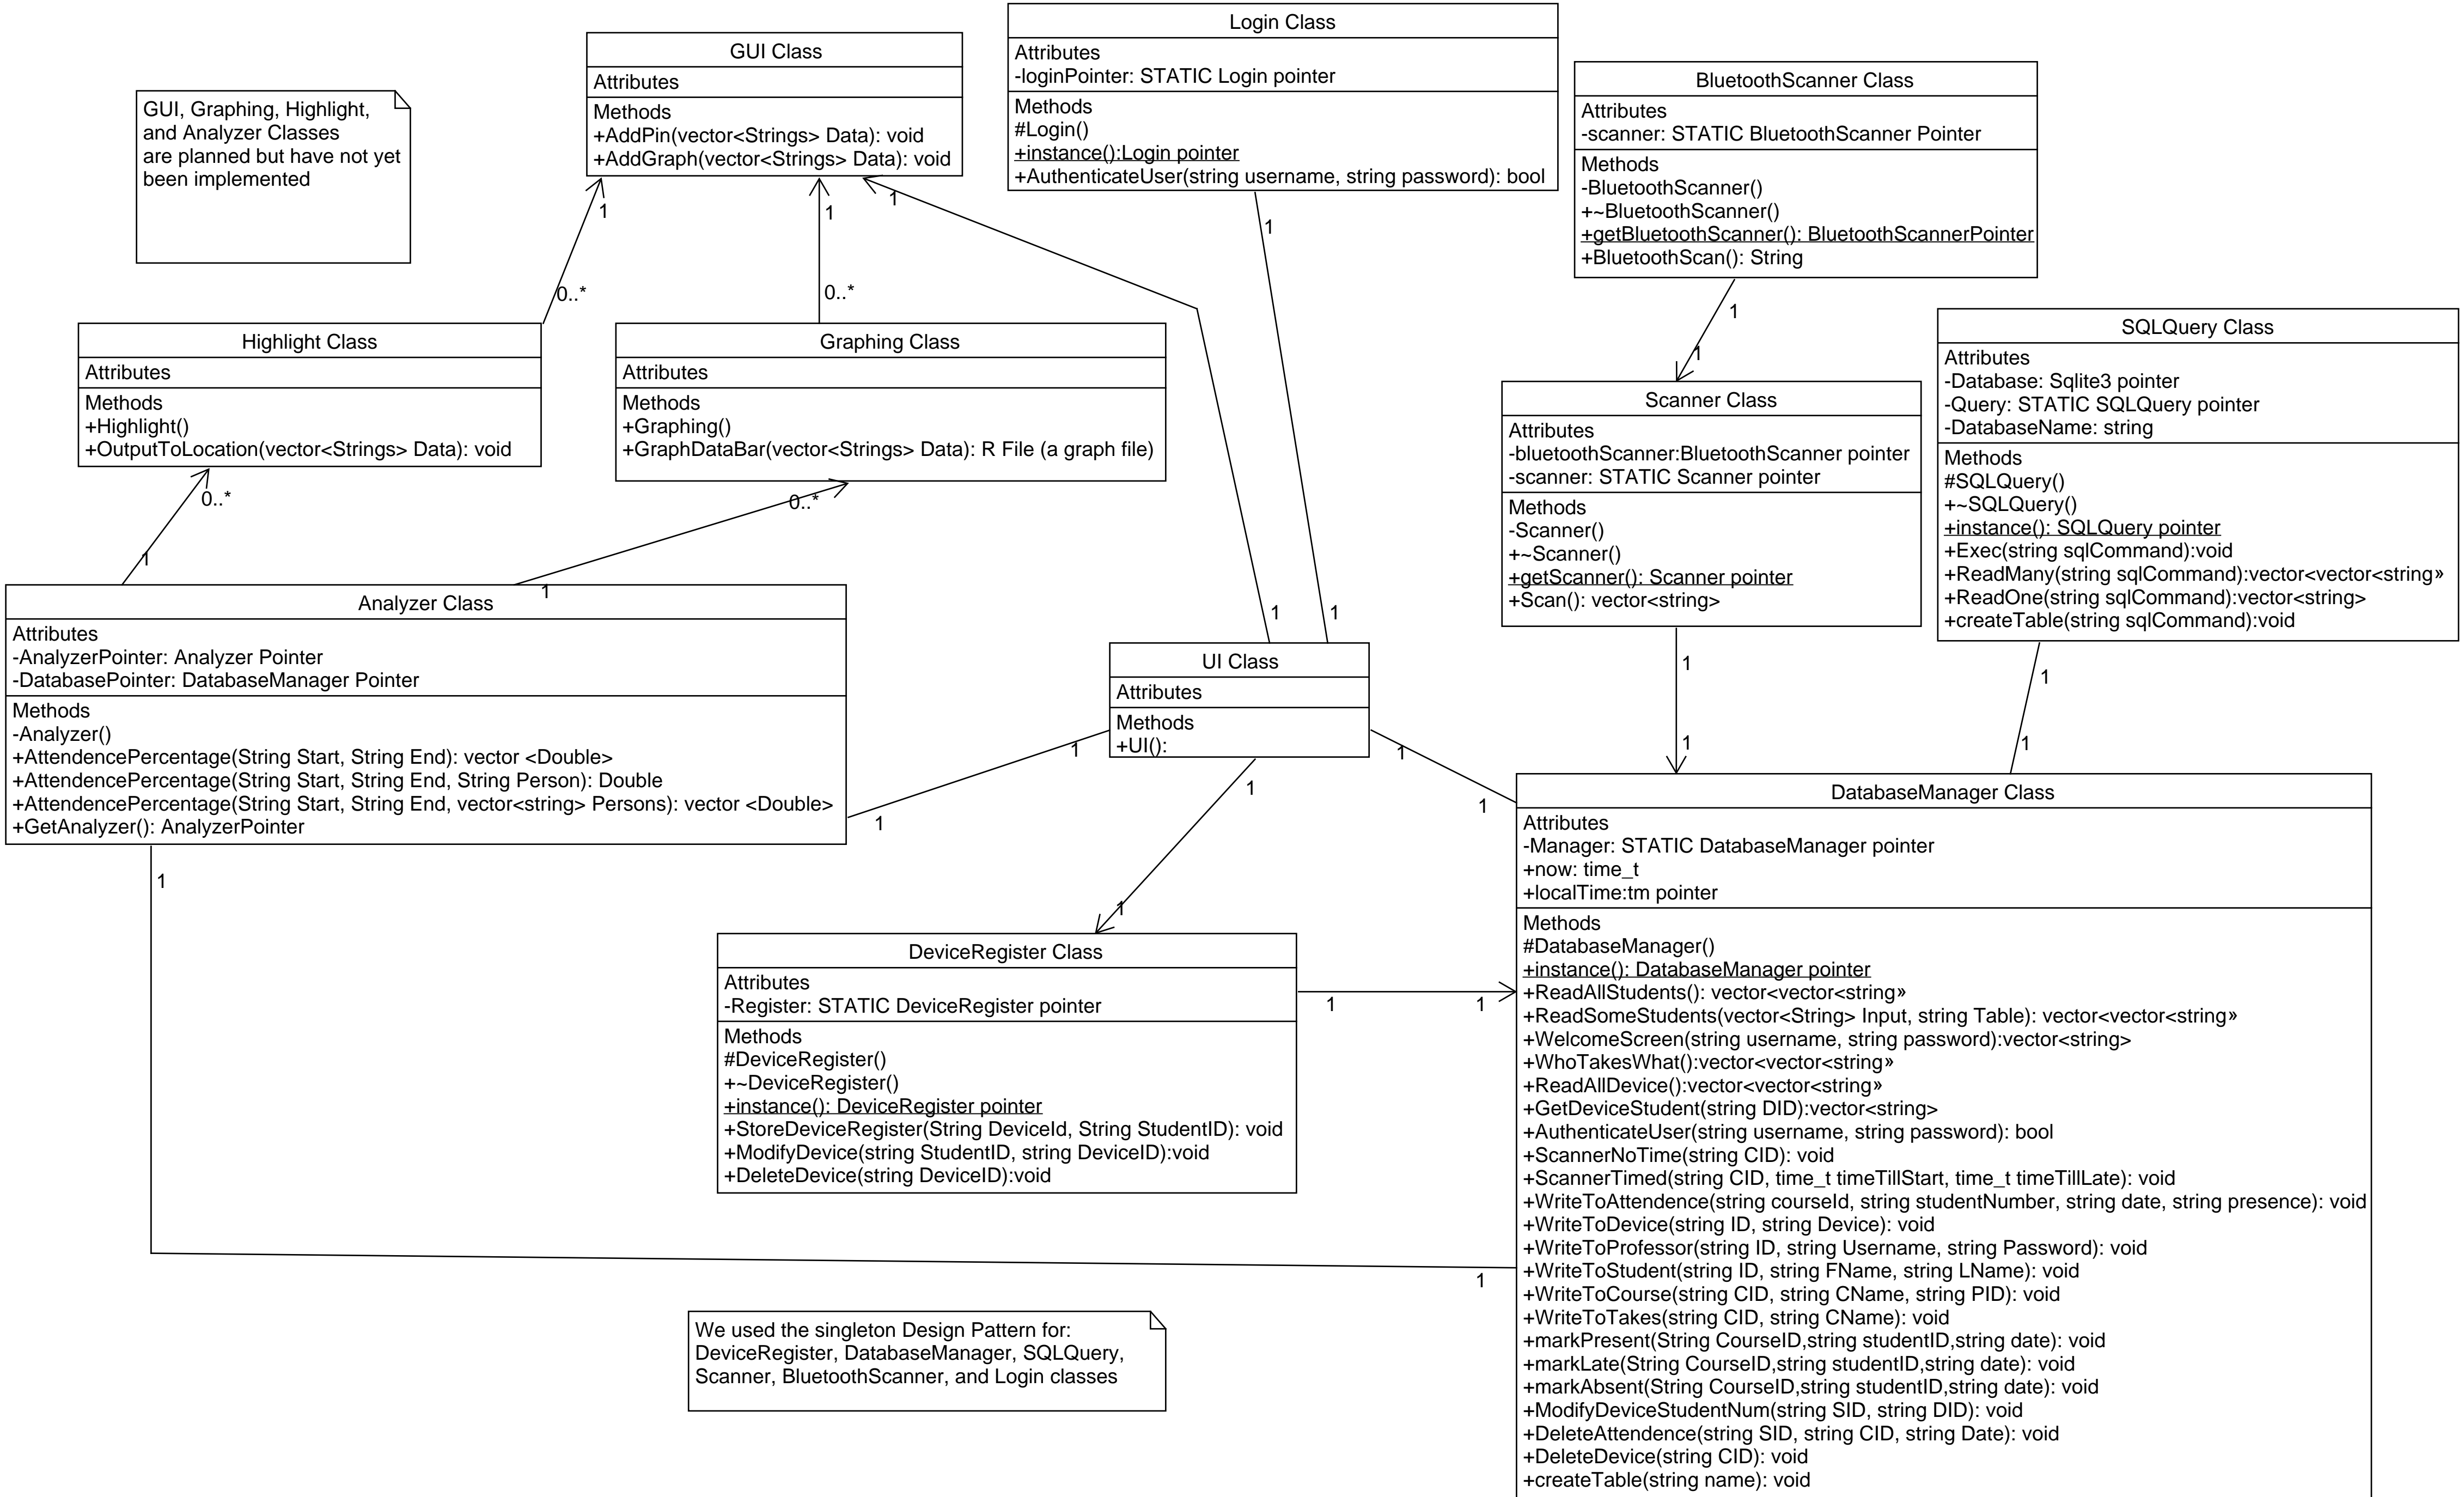 GUI, Graphing, Highlight,
and Analyzer Classes
are planned but have not yet
been implemented
GUI Class
Attributes
Methods
+AddPin(vector<Strings> Data): void
+AddGraph(vector<Strings> Data): void
Login Class
Attributes
-loginPointer: STATIC Login pointer
Methods
#Login()
+instance():Login pointer
+AuthenticateUser(string username, string password): bool
BluetoothScanner Class
Attributes
-scanner: STATIC BluetoothScanner Pointer
Methods
-BluetoothScanner()
+~BluetoothScanner()
+getBluetoothScanner(): BluetoothScannerPointer
+BluetoothScan(): String
1
1
1
1
0..*
0..*
1
1
Highlight Class
Attributes
Methods
+Highlight()
+OutputToLocation(vector<Strings> Data): void
Graphing Class
Attributes
Methods
+Graphing()
+GraphDataBar(vector<Strings> Data): R File (a graph file)
Scanner Class
Attributes
-bluetoothScanner:BluetoothScanner pointer
-scanner: STATIC Scanner pointer
Methods
-Scanner()
+~Scanner()
+getScanner(): Scanner pointer
+Scan(): vector<string>
SQLQuery Class
Attributes
-Database: Sqlite3 pointer
-Query: STATIC SQLQuery pointer
-DatabaseName: string
Methods
#SQLQuery()
+~SQLQuery()
+instance(): SQLQuery pointer
+Exec(string sqlCommand):void
+ReadMany(string sqlCommand):vector<vector<string»
+ReadOne(string sqlCommand):vector<string>
+createTable(string sqlCommand):void
0..*
0..*
1
1
1
1
1
1
Analyzer Class
Attributes
-AnalyzerPointer: Analyzer Pointer
-DatabasePointer: DatabaseManager Pointer
Methods
-Analyzer()
+AttendencePercentage(String Start, String End): vector <Double>
+AttendencePercentage(String Start, String End, String Person): Double
+AttendencePercentage(String Start, String End, vector<string> Persons): vector <Double>
+GetAnalyzer(): AnalyzerPointer
UI Class
Attributes
Methods
+UI():
1
1
1
1
1
1
1
1
1
DatabaseManager Class
Attributes
-Manager: STATIC DatabaseManager pointer
+now: time_t
+localTime:tm pointer
Methods
#DatabaseManager()
+instance(): DatabaseManager pointer
+ReadAllStudents(): vector<vector<string»
+ReadSomeStudents(vector<String> Input, string Table): vector<vector<string»
+WelcomeScreen(string username, string password):vector<string>
+WhoTakesWhat():vector<vector<string»
+ReadAllDevice():vector<vector<string»
+GetDeviceStudent(string DID):vector<string>
+AuthenticateUser(string username, string password): bool
+ScannerNoTime(string CID): void
+ScannerTimed(string CID, time_t timeTillStart, time_t timeTillLate): void
+WriteToAttendence(string courseId, string studentNumber, string date, string presence): void
+WriteToDevice(string ID, string Device): void
+WriteToProfessor(string ID, string Username, string Password): void
+WriteToStudent(string ID, string FName, string LName): void
+WriteToCourse(string CID, string CName, string PID): void
+WriteToTakes(string CID, string CName): void
+markPresent(String CourseID,string studentID,string date): void
+markLate(String CourseID,string studentID,string date): void
+markAbsent(String CourseID,string studentID,string date): void
+ModifyDeviceStudentNum(string SID, string DID): void
+DeleteAttendence(string SID, string CID, string Date): void
+DeleteDevice(string CID): void
+createTable(string name): void
DeviceRegister Class
Attributes
-Register: STATIC DeviceRegister pointer
Methods
#DeviceRegister()
+~DeviceRegister()
+instance(): DeviceRegister pointer
+StoreDeviceRegister(String DeviceId, String StudentID): void
+ModifyDevice(string StudentID, string DeviceID):void
+DeleteDevice(string DeviceID):void
1
1
1
We used the singleton Design Pattern for:
DeviceRegister, DatabaseManager, SQLQuery,
Scanner, BluetoothScanner, and Login classes